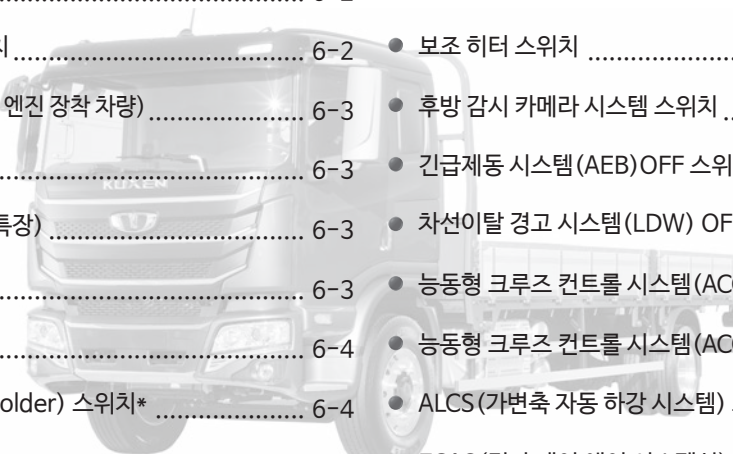 6-2
엔진 장착 차량) 6-3
6-3
특장) 6-3
6-3
6-4
older) 스위치* 6-4
● 보조 히터 스위치
● 후방 감시 카메라 시스템 스위치
● 긴급제동 시스템(AEB)OFF 스위
● 차선이탈 경고 시스템(LDW) OF
● 능동형 크루즈 컨트롤 시스템(AC
● 능동형 크루즈 컨트롤 시스템(AC
● ALCS(가변축 자동 하강 시스템)
KUXEN